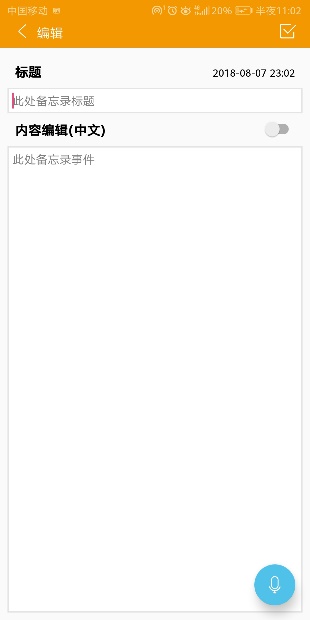 中国移动 20% 半夜11:02
编辑
标题 2018-08-07 23:02
此处备忘录标题
内容编辑(中文)
此处备忘录事件